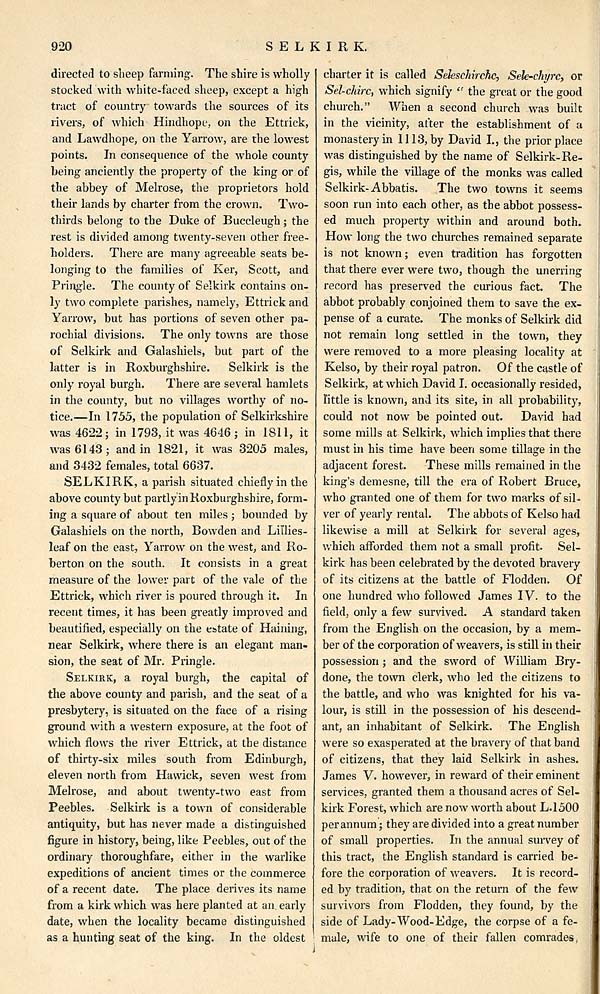 920
SELKIRK.
directed to sheep farming. The shire is wholly
stocked with white-faced sheep, except a high
tract of country towards the sources of its
rivers, of which Hindhope, on the Ettrick,
and Lawdhope, on the Yarrow, are the lowest
points. In consequence of the whole county
being anciently the property of the king or of
the abbey of Melrose, the proprietors hold
their lands by charter from the crown. Two-
thirds belong to the Duke of Buccleugh; the
rest is divided among twenty-seven other free-
holders. There are many agreeable seats be-
longing to the families of Ker, Scott, and
Pringle. The county of Selkirk contains on-
ly two complete parishes, namely, Ettrick and
Yarrow, but has portions of seven other pa-
rochial divisions. The only towns are those
of Selkirk and Galashiels, but part of the
latter is in Roxburghshire. Selkirk is the
only royal burgh. There are several hamlets
in the county, but no villages worthy of no-
tice.—In 1755, the population of Selkirkshire
was 4622; in 1793, it was 4646; in 1811, it
was 6143; and in 1821, it was 3205 males,
and 3432 females, total 6637.
SELKIRK, a parish situated chiefly in the
above county but partly in Roxburghshire, form-
ing a square of about ten miles; bounded by
Galashiels on the north, Bowden and Lillies-
leaf on the east, Yarrow on the west, and Ro-
berton on the south. It consists in a great
measure of the lower part of the vale of the
Ettrick, which river is poured through it. In
recent times, it has been greatly improved and
beautified, especially on the estate of Haining,
near Selkirk, where there is an elegant man-
sion, the seat of Mr. Pringle.
SELKIRK, a royal burgh, the capital of
the above county and parish, and the seat of a
presbytery, is situated on the face of a rising
ground with a western exposure, at the foot of
which flows the river Ettrick, at the distance
of thirty-six miles south from Edinburgh,
eleven north from Hawick, seven west from
Melrose, and about twenty-two east from
Peebles. Selkirk is a town of considerable
antiquity, but has never made a distinguished
figure in history, being, like Peebles, out of the
ordinary thoroughfare, either in the warlike
expeditions of ancient times or the commerce
of a recent date. The place derives its name
from a kirk which was here planted at an early
date, when the locality became distinguished
as a hunting seat of the king. In the oldest
charter it is called Seleschirche, Sele-chyrc, or
Sel-chirc, which signify "the great or the good
church." When a second church was built
in the vicinity, after the establishment of a
monastery in 1113, by David I., the prior place
was distinguished by the name of Selkirk-Re-
gis, while the village of the monks was called
Selkirk-Abbatis. The two towns it seems
soon run into each other, as the abbot possess-
ed much property within and around both.
How long the two churches remained separate
is not known; even tradition has forgotten
that there ever were two, though the unerring
record has preserved the curious fact. The
abbot probably conjoined them to save the ex-
pense of a curate. The monks of Selkirk did
not remain long settled in the town, they
were removed to a more pleasing locality at
Kelso, by their royal patron. Of the castle of
Selkirk, at which David I. occasionally resided,
little is known, and its site, in all probability,
could not now be pointed out. David had
some mills at Selkirk, which implies that there
must in his time have been some tillage in the
adjacent forest. These mills remained in the
king's demesne, till the era of Robert Bruce,
who granted one of them for two marks of sil-
ver of yearly rental. The abbots of Kelso had
likewise a mill at Selkirk for several ages,
which afforded them not a small profit. Sel-
kirk has been celebrated by the devoted bravery
of its citizens at the battle of Flodden. Of
one hundred who followed James IV. to the
field, only a few survived. A standard taken
from the English on the occasion, by a mem-
ber of the corporation of weavers, is still in their
possession; and the sword of William Bry-
done, the town clerk, who led the citizens to
the battle, and who was knighted for his va-
lour, is still in the possession of his descend-
ant, an inhabitant of Selkirk. The English
were so exasperated at the bravery of that band
of citizens, that they laid Selkirk in ashes.
James V. however, in reward of their eminent
services, granted them a thousand acres of Sel-
kirk Forest, which are now worth about L.1500
per annum; they are divided into a great number
of small properties. In the annual survey of
this tract, the English standard is carried be-
fore the corporation of weavers. It is record-
ed by tradition, that on the return of the few
survivors from Flodden, they found, by the
side of Lady-Wood-Edge, the corpse of a fe-
male, wife to one of their fallen comrades,